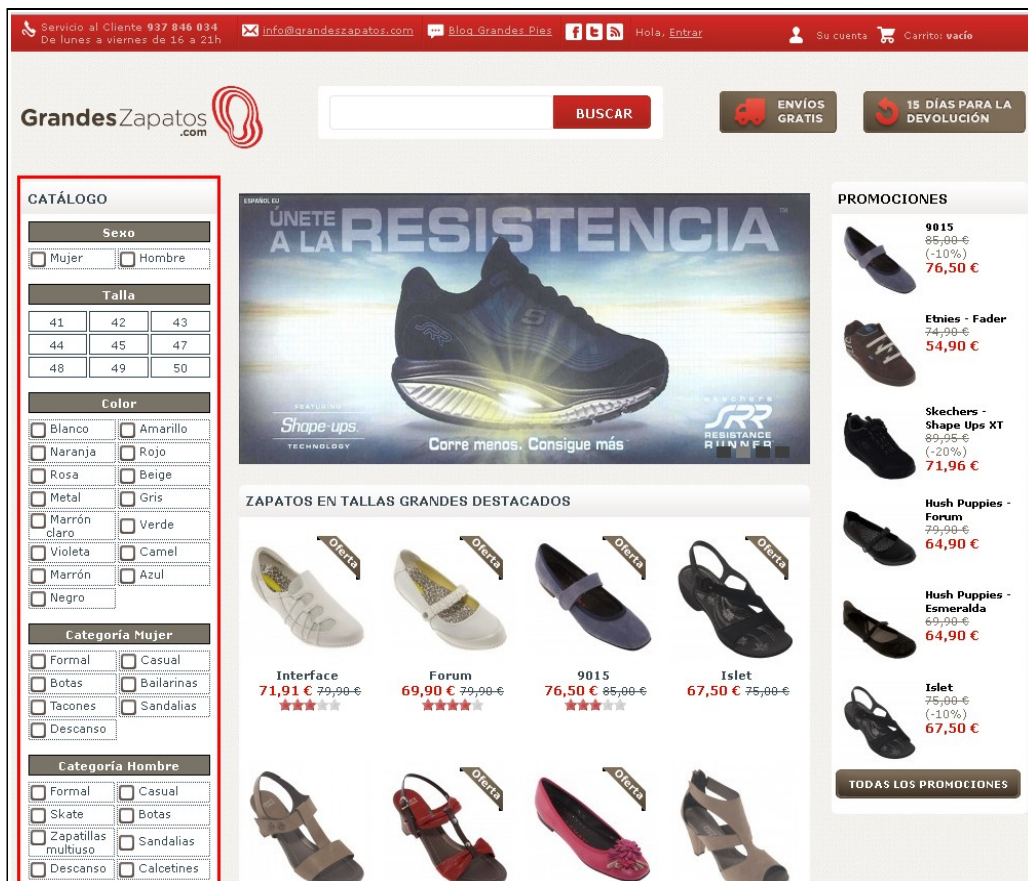 Servicio al Cliente 937 846 034
De lunes a viernes de 16 a 21h
info@grandeszapatos.com
Blog Grandes Pies
Hola, Entrar
Su cuenta
Carrito: vacío
GrandesZapatos
.com
BUSCAR
ENVÍOS
GRATIS
15 DÍAS PARA LA
DEVOLUCIÓN
CATÁLOGO
Sexo
Mujer Hombre
Talla
41 42 43
44 45 47
48 49 50
Color
Blanco Amarillo
Naranja Rojo
Rosa Beige
Metal Gris
Marrón
claro
Verde
Violeta Camel
Marrón Azul
Negro
Categoría Mujer
Formal Casual
Botas Bailarinas
Tacones Sandalias
Descanso
Categoría Hombre
Formal Casual
Skate Botas
Zapatillas
multiuso
Sandalias
Descanso Calcetines
ESPAÑOL EU
ÚNETE
A LA RESISTENCIA™
S
SRR
FEATURING
Shape-ups
TECHNOLOGY
Corre menos. Consigue más
skechers
SRR
RESISTANCE
RUNNER
ZAPATOS EN TALLAS GRANDES DESTACADOS
Oferta
Oferta
Oferta
Oferta
Interface
71,91 € 79,90 €
Forum
69,90 € 79,90 €
9015
76,50 € 85,00 €
Islet
67,50 € 75,00 €
Oferta
Oferta
PROMOCIONES
9015
85,00 €
(-10%)
76,50 €
Etnies - Fader
74,90 €
54,90 €
Skechers -
Shape Ups XT
89,95 €
(-20%)
71,96 €
Hush Puppies -
Forum
79,90 €
64,90 €
Hush Puppies -
Esmeralda
69,90 €
64,90 €
Islet
75,00 €
(-10%)
67,50 €
TODAS LOS PROMOCIONES